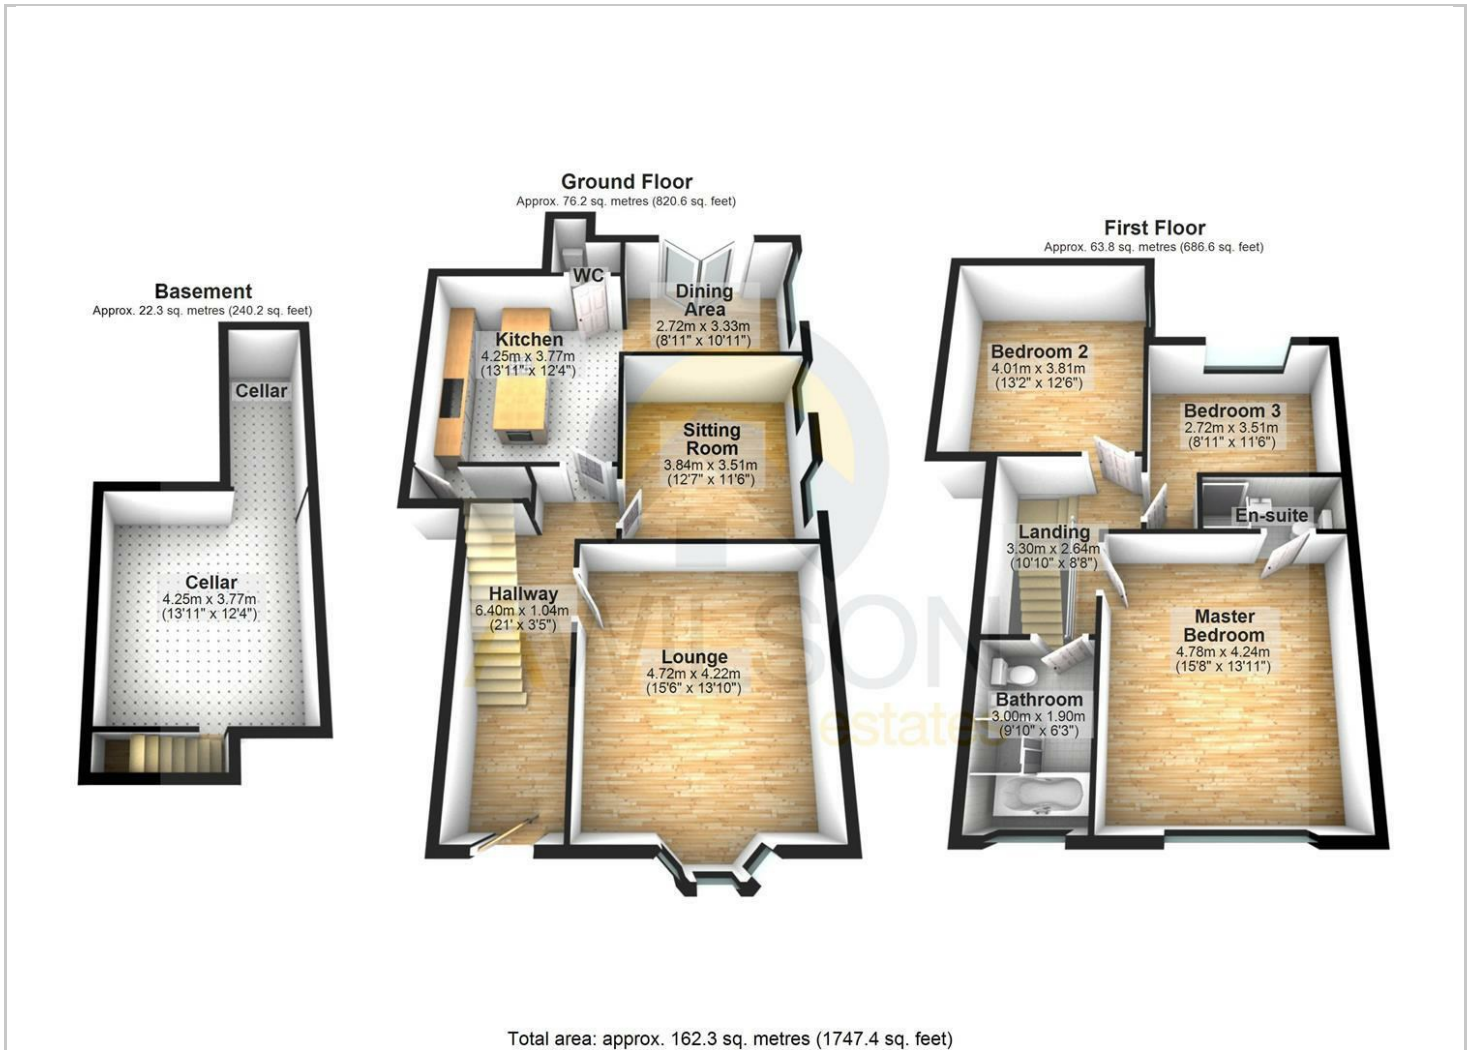 Basement
Approx. 22.3 sq. metres (240.2 sq. feet)
Cellar
Cellar
4.25m x 3.77m
(13'11" x 12'4")
Ground Floor
Approx. 76.2 sq. metres (820.6 sq. feet)
WC
Dining
Area
2.72m x 3.33m
(8'11" x 10'11")
Kitchen
4.25m x 3.77m
(13'11" x 12'4")
Sitting
Room
3.84m x 3.51m
(12'7" x 11'6")
Hallway
6.40m x 1.04m
(21' x 3'5")
Lounge
4.72m x 4.22m
(15'6" x 13'10")
First Floor
Approx. 63.8 sq. metres (686.6 sq. feet)
Bedroom 2
4.01m x 3.81m
(13'2" x 12'6")
Bedroom 3
2.72m x 3.51m
(8'11" x 11'6")
En-suite
Landing
3.30m x 2.64m
(10'10" x 8'8")
Master
Bedroom
4.78m x 4.24m
(15'8" x 13'11")
Bathroom
3.00m x 1.90m
(9'10" x 6'3")
WILSON
estates
Total area: approx. 162.3 sq. metres (1747.4 sq. feet)